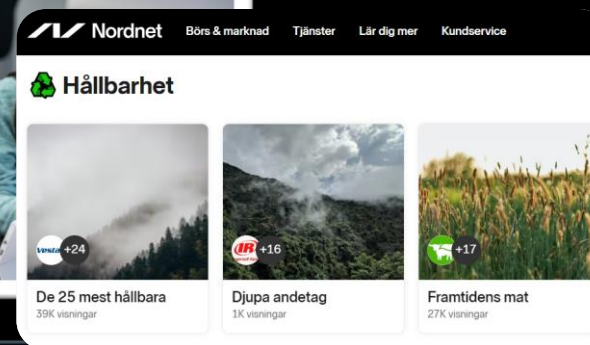 Nordnet Börs & marknad Tjänster Lär dig mer Kundservice
Hållbarhet
+24
IR
+16
+17
De 25 mest hållbara
39K visningar
Djupa andetag
1K visningar
Framtidens mat
27K visningar